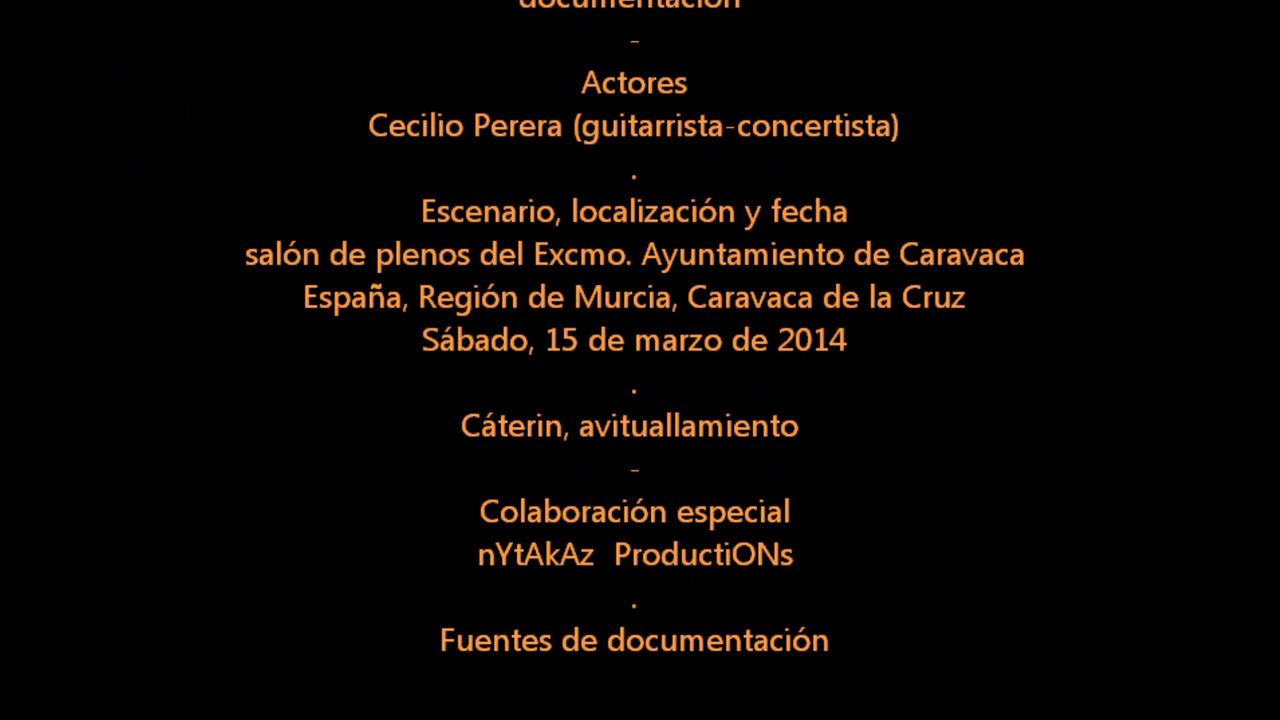 documentación
-
Actores
Cecilio Perera (guitarrista-concertista)
.
Escenario, localización y fecha
salón de plenos del Excmo. Ayuntamiento de Caravaca
España, Región de Murcia, Caravaca de la Cruz
Sábado, 15 de marzo de 2014
.
Cáterin, avituallamiento
-
Colaboración especial
nYtAkAz  ProductiONs
.
Fuentes de documentación